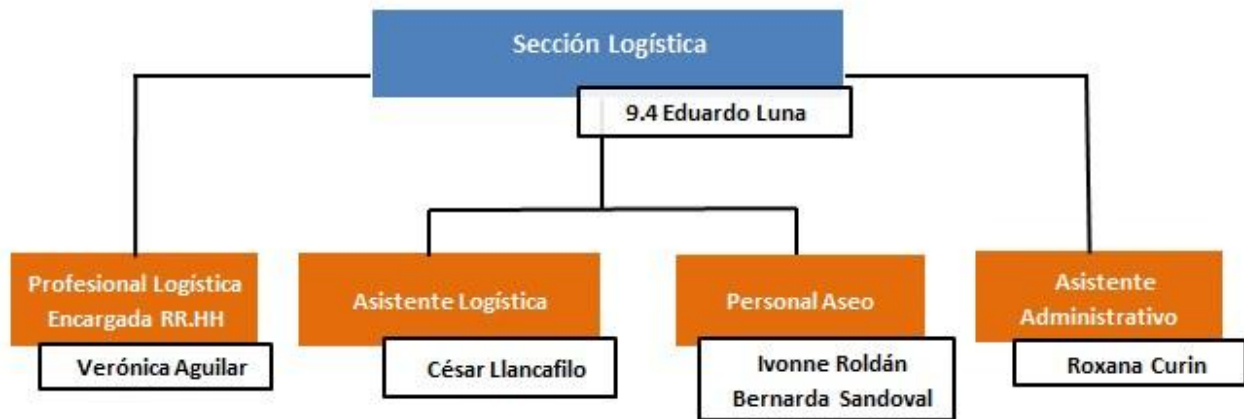 Sección Logística
9.4 Eduardo Luna
Profesional Logística
Encargada RR.HH
Verónica Aguilar
Asistente Logística
César Llancafilo
Personal Aseo
Ivonne Roldán
Bernarda Sandoval
Asistente
Administrativo
Roxana Curin